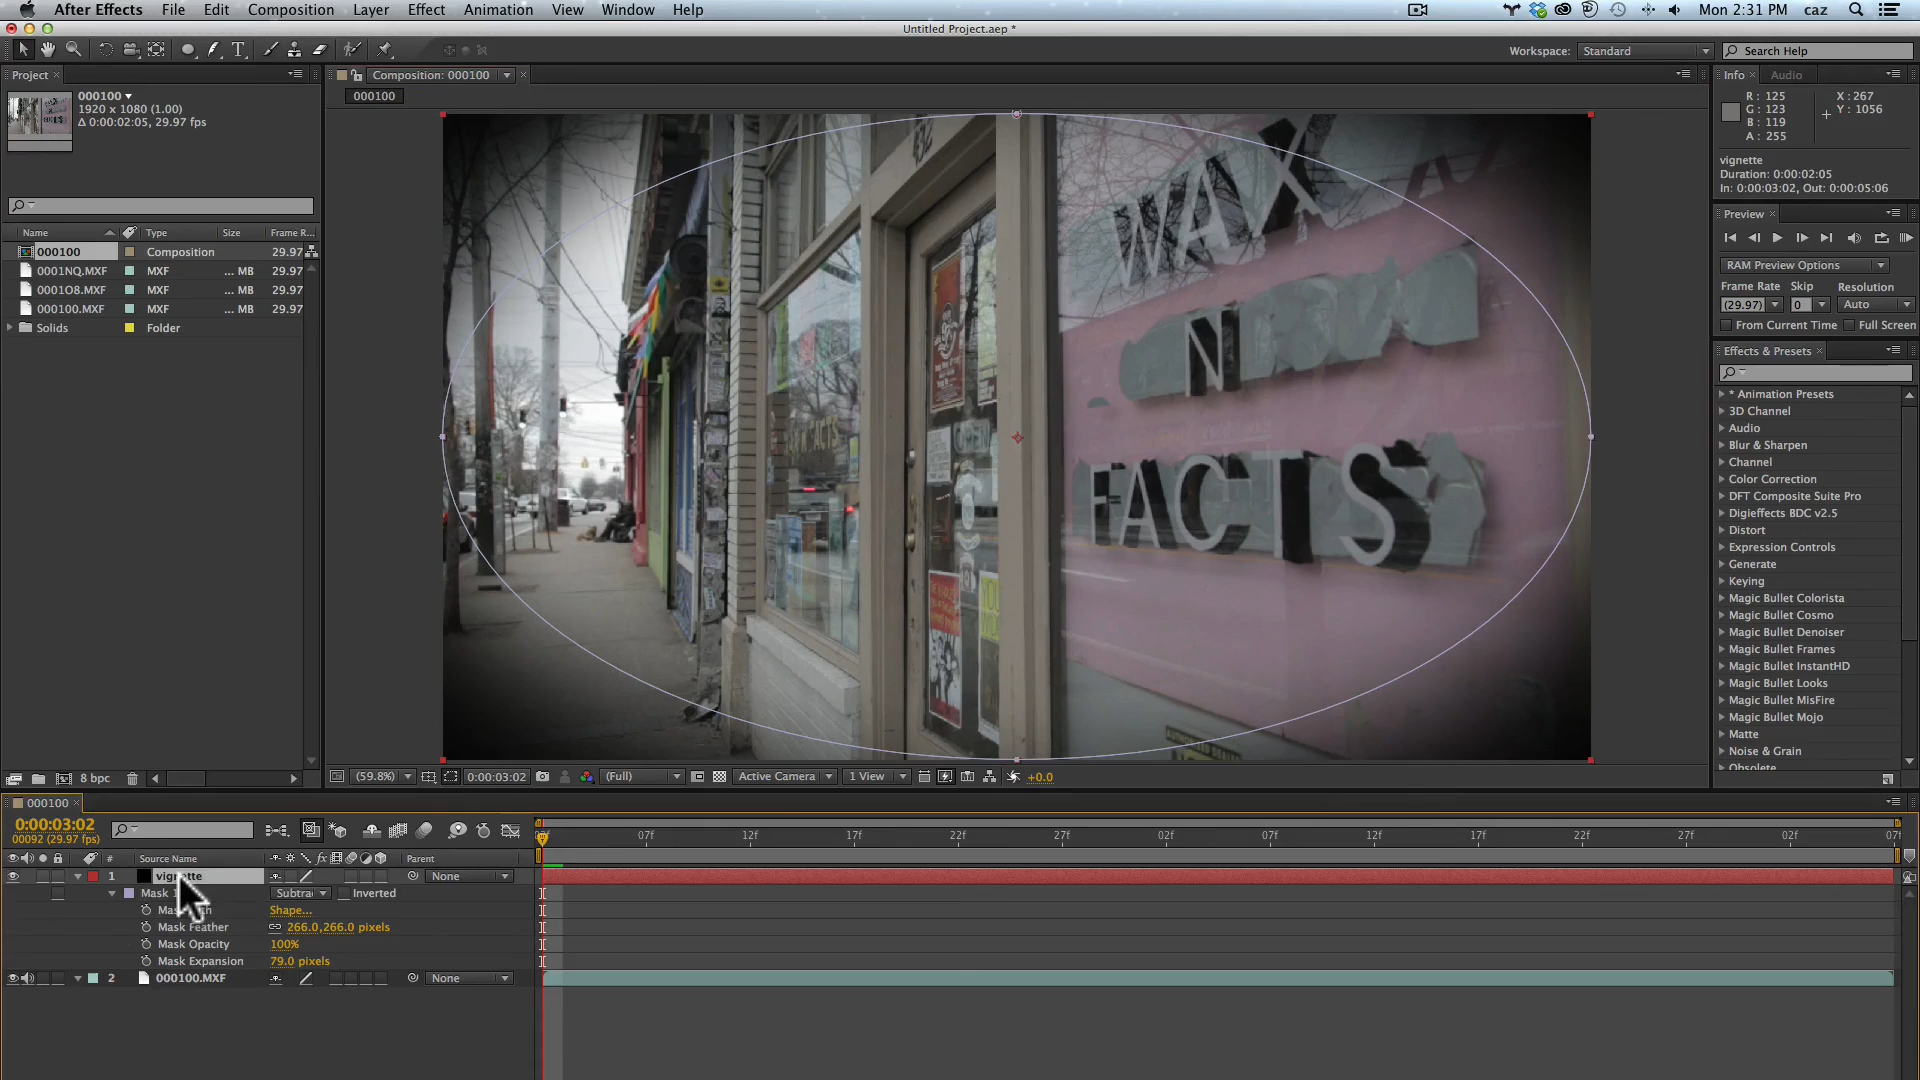 After Effects File Edit Composition Layer Effect Animation View Window Help Mon 2:31 PM caz
Untitled Project.aep *
Workspace: Standard Search Help
Project
000100
1920 x 1080 (1.00)
Δ 0:00:02:05, 29.97 fps
Name Type Size Frame R...
000100 Composition 29.97
0001NQ.MXF MXF ... MB 29.97
0001O8.MXF MXF ... MB 29.97
000100.MXF MXF ... MB 29.97
Solids Folder
8 bpc
Composition: 000100
000100
432
WAX
N
FACTS
(59.8%) 0:00:03:02 (Full) Active Camera 1 View +0.0
Info Audio
R: 125
G: 123
B: 119
A: 255
X: 267
Y: 1056
vignette
Duration: 0:00:02:05
In: 0:00:03:02, Out: 0:00:05:06
Preview
RAM Preview Options
Frame Rate Skip Resolution
(29.97) 0 Auto
From Current Time Full Screen
Effects & Presets
* Animation Presets
3D Channel
Audio
Blur & Sharpen
Channel
Color Correction
DFT Composite Suite Pro
Digieffects BDC v2.5
Distort
Expression Controls
Generate
Keying
Magic Bullet Colorista
Magic Bullet Cosmo
Magic Bullet Denoiser
Magic Bullet Frames
Magic Bullet InstantHD
Magic Bullet Looks
Magic Bullet MisFire
Magic Bullet Mojo
Matte
Noise & Grain
Obsolete
000100
0:00:03:02
00092 (29.97 fps)
07f 12f 17f 22f 27f 02f 07f 12f 17f 22f 02f 07f
# Source Name fx Parent
1 vignette None
Mask Subtrac Inverted
Shape...
Mask Feather 266.0,266.0 pixels
Mask Opacity 100%
Mask Expansion 79.0 pixels
2 000100.MXF None